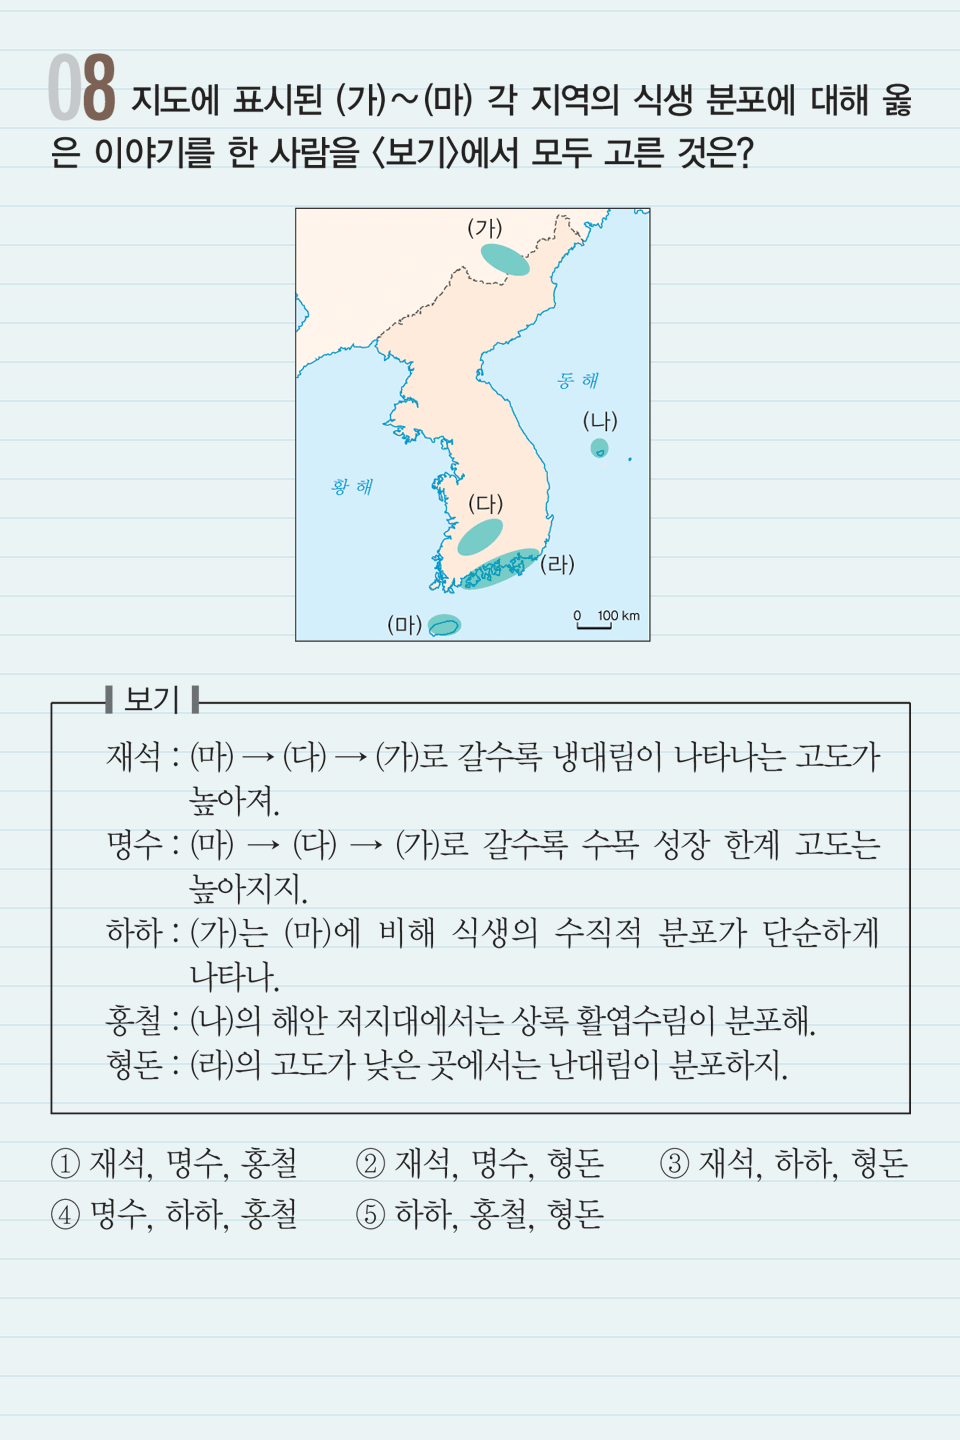 08 지도에 표시된 (가)~(마) 각 지역의 식생 분포에 대해 옳
은 이야기를 한 사람을 〈보기〉에서 모두 고른 것은?
(가)
동해
(나)
황해
(다)
(라)
(마)
0 100 km
보기
재석 : (마) → (다) → (가)로 갈수록 냉대림이 나타나는 고도가
높아져.
명수 : (마) → (다) → (가)로 갈수록 수목 성장 한계 고도는
높아지지.
하하 : (가)는 (마)에 비해 식생의 수직적 분포가 단순하게
나타나.
홍철 : (나)의 해안 저지대에서는 상록 활엽수림이 분포해.
형돈 : (라)의 고도가 낮은 곳에서는 난대림이 분포하지.
① 재석, 명수, 홍철 ② 재석, 명수, 형돈 ③ 재석, 하하, 형돈
④ 명수, 하하, 홍철 ⑤ 하하, 홍철, 형돈